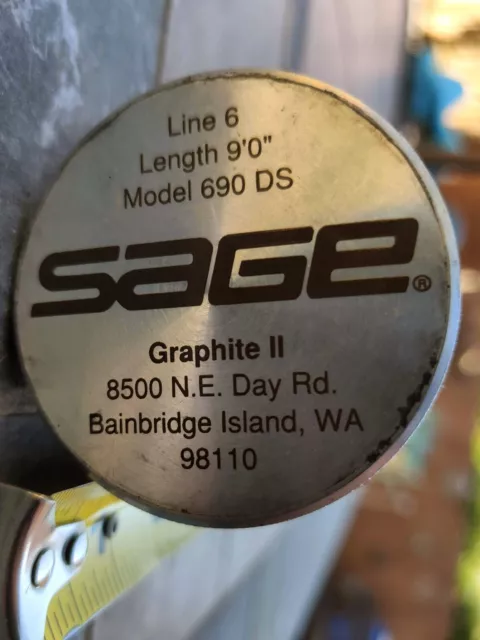 Line 6
Length 9'0"
Model 690 DS
SaGe®
Graphite II
8500 N.E. Day Rd.
Bainbridge Island, WA
98110